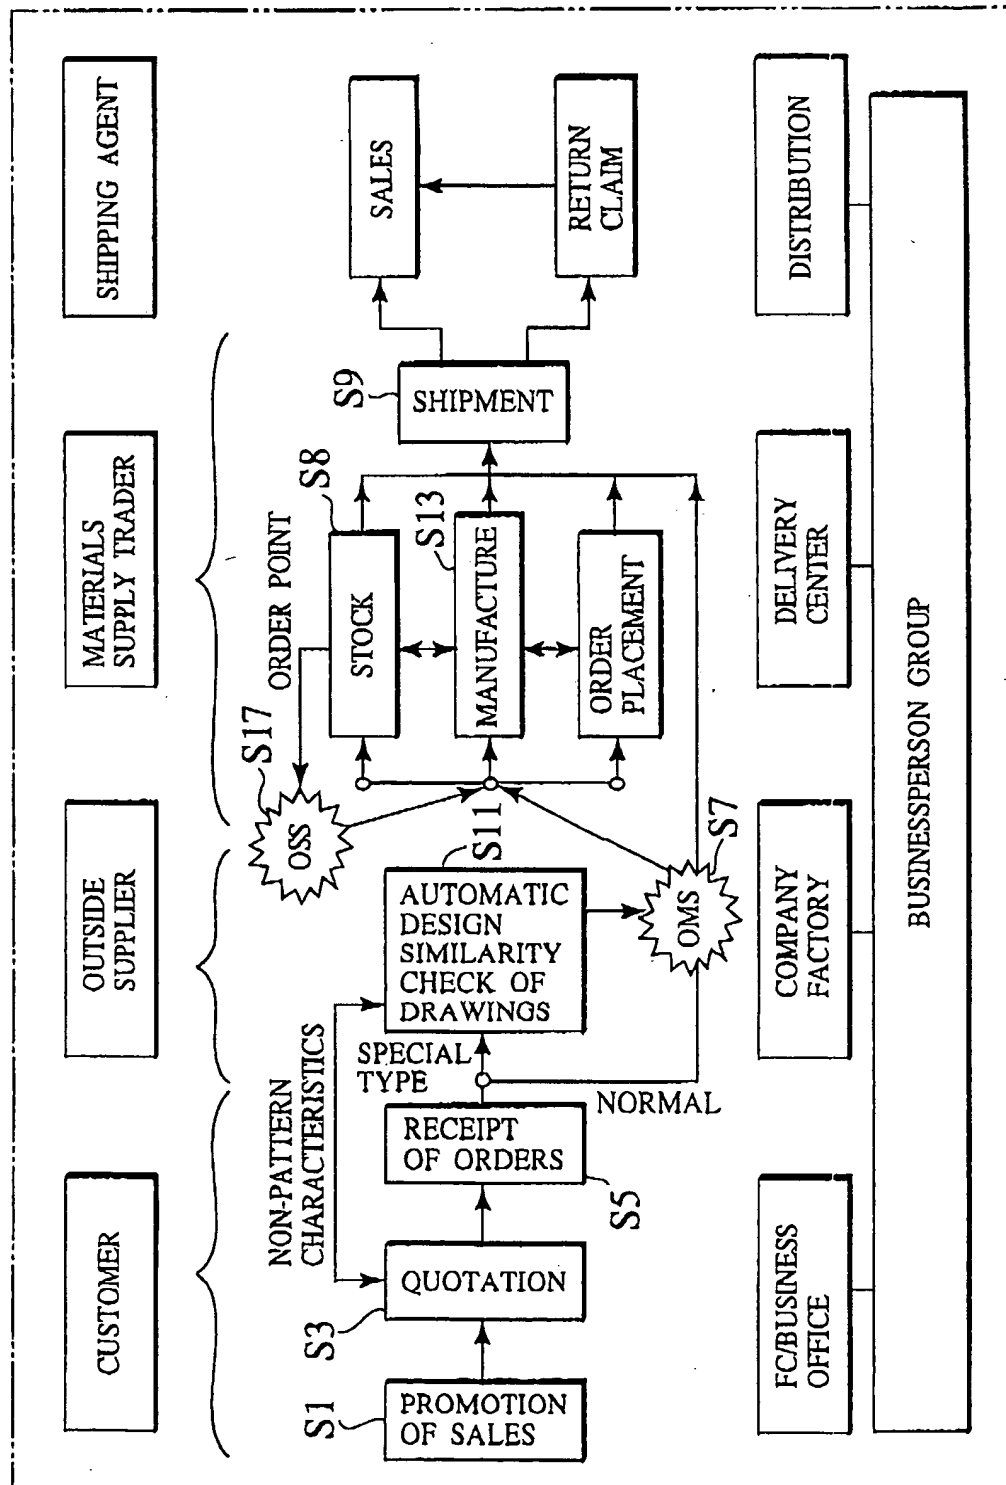 CUSTOMER
OUTSIDE
SUPPLIER
MATERIALS
SUPPLY TRADER
SHIPPING AGENT
NON-PATTERN
CHARACTERISTICS
S17
OSS
ORDER POINT
S1
PROMOTION
OF SALES
S3
QUOTATION
RECEIPT
OF ORDERS
S5
SPECIAL
TYPE
NORMAL
AUTOMATIC
DESIGN
SIMILARITY
CHECK OF
DRAWINGS
S11
OMS
S7
STOCK
S8
MANUFACTURE
S13
ORDER
PLACEMENT
S9
SHIPMENT
SALES
RETURN
CLAIM
FC/BUSINESS
OFFICE
COMPANY
FACTORY
DELIVERY
CENTER
DISTRIBUTION
BUSINESSPERSON GROUP